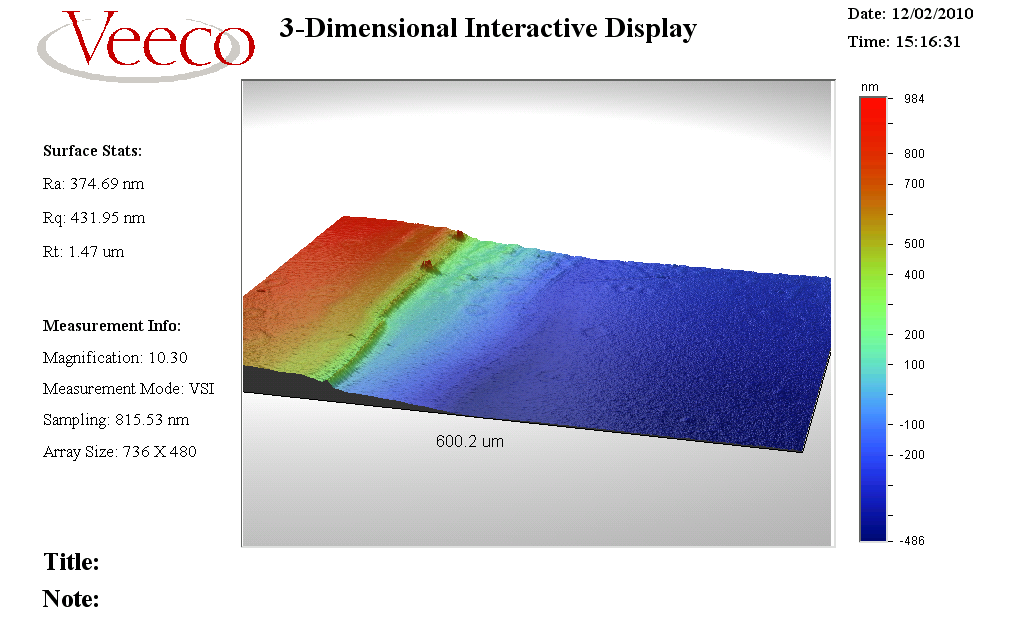 Veeco
3-Dimensional Interactive Display
Date: 12/02/2010
Time: 15:16:31
Surface Stats:
Ra: 374.69 nm
Rq: 431.95 nm
Rt: 1.47 um
Measurement Info:
Magnification: 10.30
Measurement Mode: VSI
Sampling: 815.53 nm
Array Size: 736 X 480
600.2 um
nm
984
800
700
500
400
200
100
-100
-200
-486
Title:
Note: